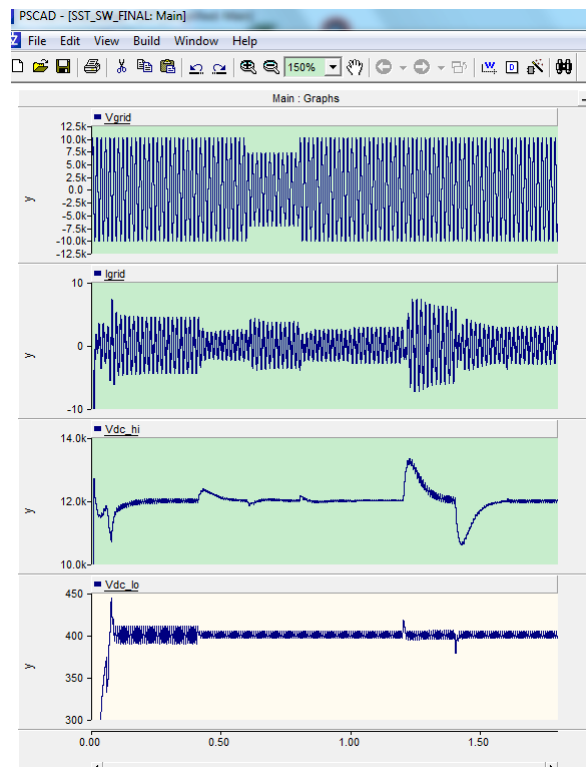 PSCAD - [SST_SW_FINAL: Main]
File Edit View Build Window Help
150%
Main : Graphs
Vgrid
12.5k
10.0k
7.5k
5.0k
2.5k
0.0
-2.5k
-5.0k
-7.5k
-10.0k
-12.5k
y
Igrid
10
0
-10
y
Vdc_hi
14.0k
12.0k
10.0k
y
Vdc_lo
450
400
350
300
y
0.00 0.50 1.00 1.50